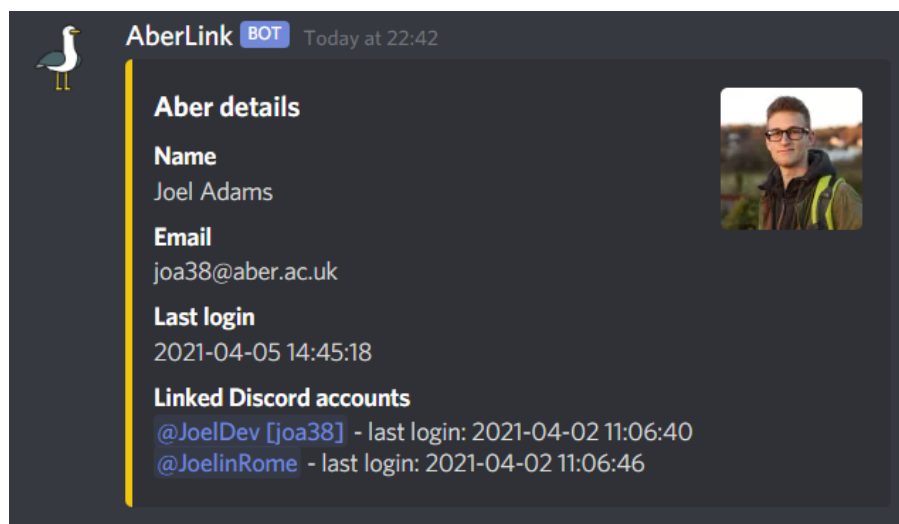 AberLink BOT Today at 22:42
Aber details
Name
Joel Adams
Email
joa38@aber.ac.uk
Last login
2021-04-05 14:45:18
Linked Discord accounts
@JoelDev [joa38] - last login: 2021-04-02 11:06:40
@JoelinRome - last login: 2021-04-02 11:06:46